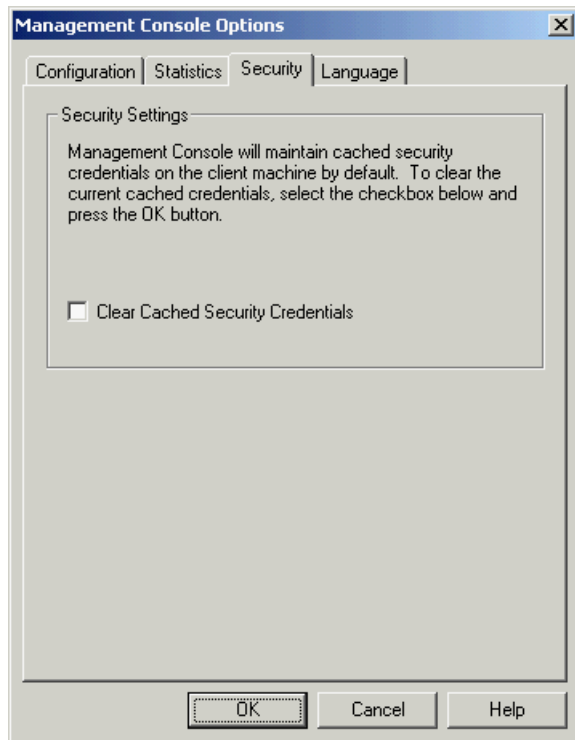 Management Console Options
Configuration Statistics Security Language
Security Settings
Management Console will maintain cached security
credentials on the client machine by default.  To clear the
current cached credentials, select the checkbox below and
press the OK button.
Clear Cached Security Credentials
OK Cancel Help